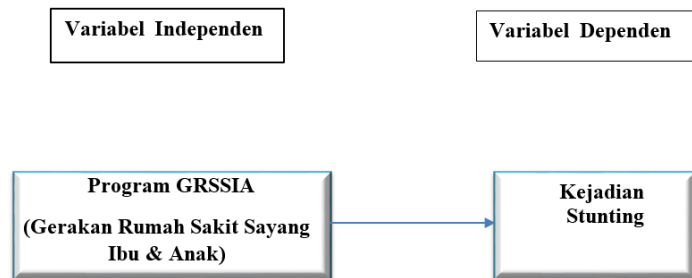 Variabel Independen
Variabel Dependen
Program GRSSIA
(Gerakan Rumah Sakit Sayang
Ibu & Anak)
Kejadian
Stunting